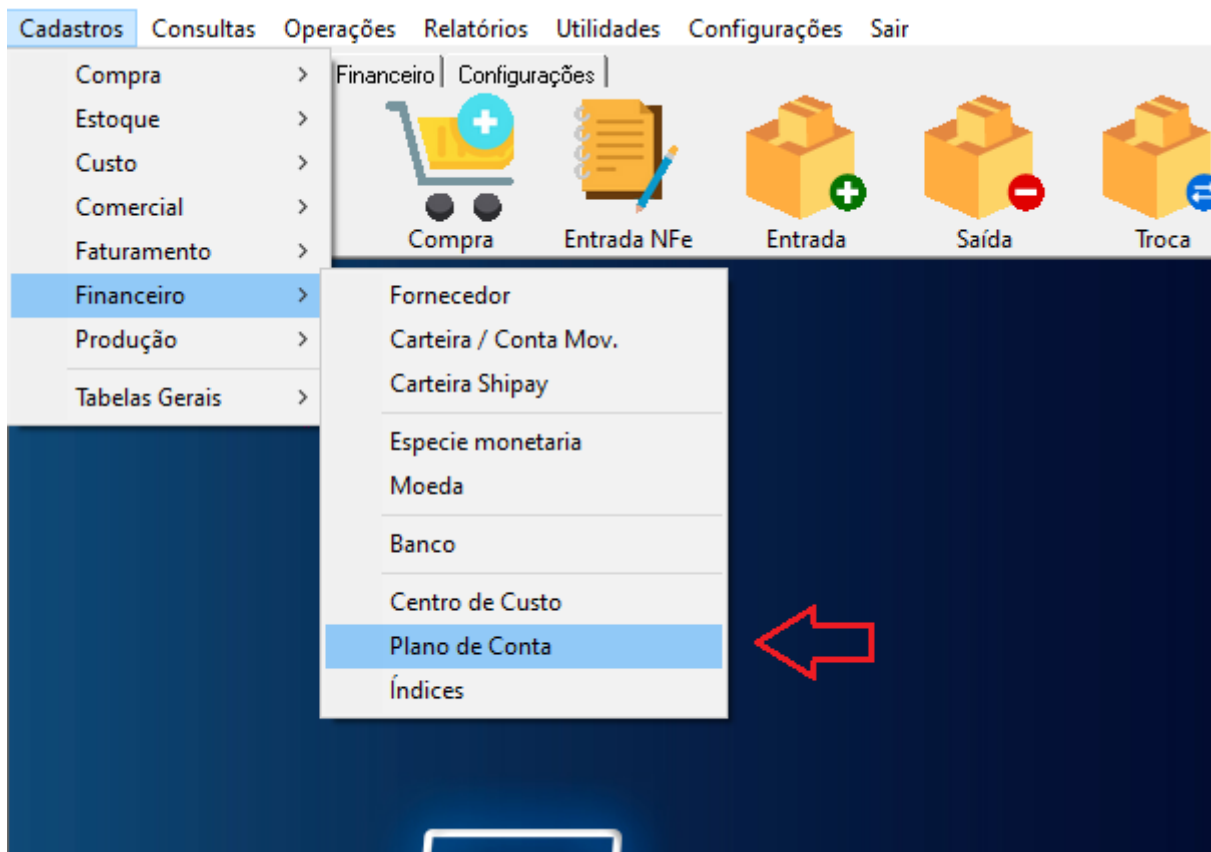 Cadastros Consultas Operações Relatórios Utilidades Configurações Sair
Compra
Estoque
Custo
Comercial
Faturamento
Financeiro
Produção
Tabelas Gerais
Financeiro Configurações
Compra Entrada NFe Entrada Saída Troca
Fornecedor
Carteira / Conta Mov.
Carteira Shipay
Especie monetaria
Moeda
Banco
Centro de Custo
Plano de Conta
Índices